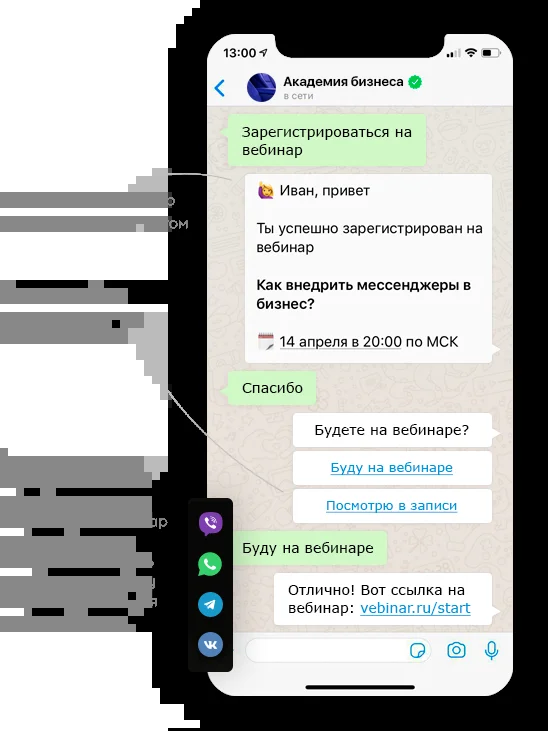 13:00
Академия бизнеса
в сети
Зарегистрироваться на
вебинар
🙋 Иван, привет
Ты успешно зарегистрирован на
вебинар
Как внедрить мессенджеры в
бизнес?
14 апреля в 20:00 по МСК
Спасибо
Будете на вебинаре?
Буду на вебинаре
Посмотрю в записи
Буду на вебинаре
Отлично! Вот ссылка на
вебинар: vebinar.ru/start